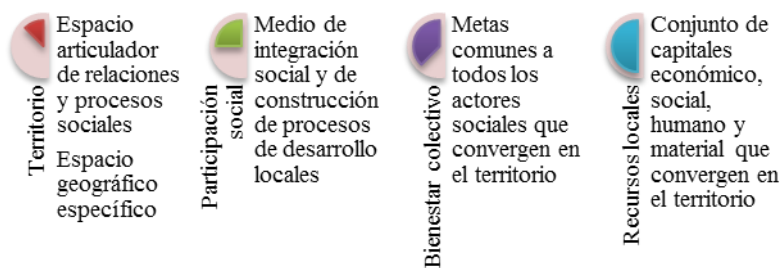 Territorio
Espacio
articulador
de relaciones
y procesos
sociales
Espacio
geográfico
específico
Participación
social
Medio de
integración
social y de
construcción
de procesos
de desarrollo
locales
Bienestar colectivo
Metas
comunes a
todos los
actores
sociales que
convergen en
el territorio
Recursos locales
Conjunto de
capitales
económico,
social,
humano y
material que
convergen en
el territorio